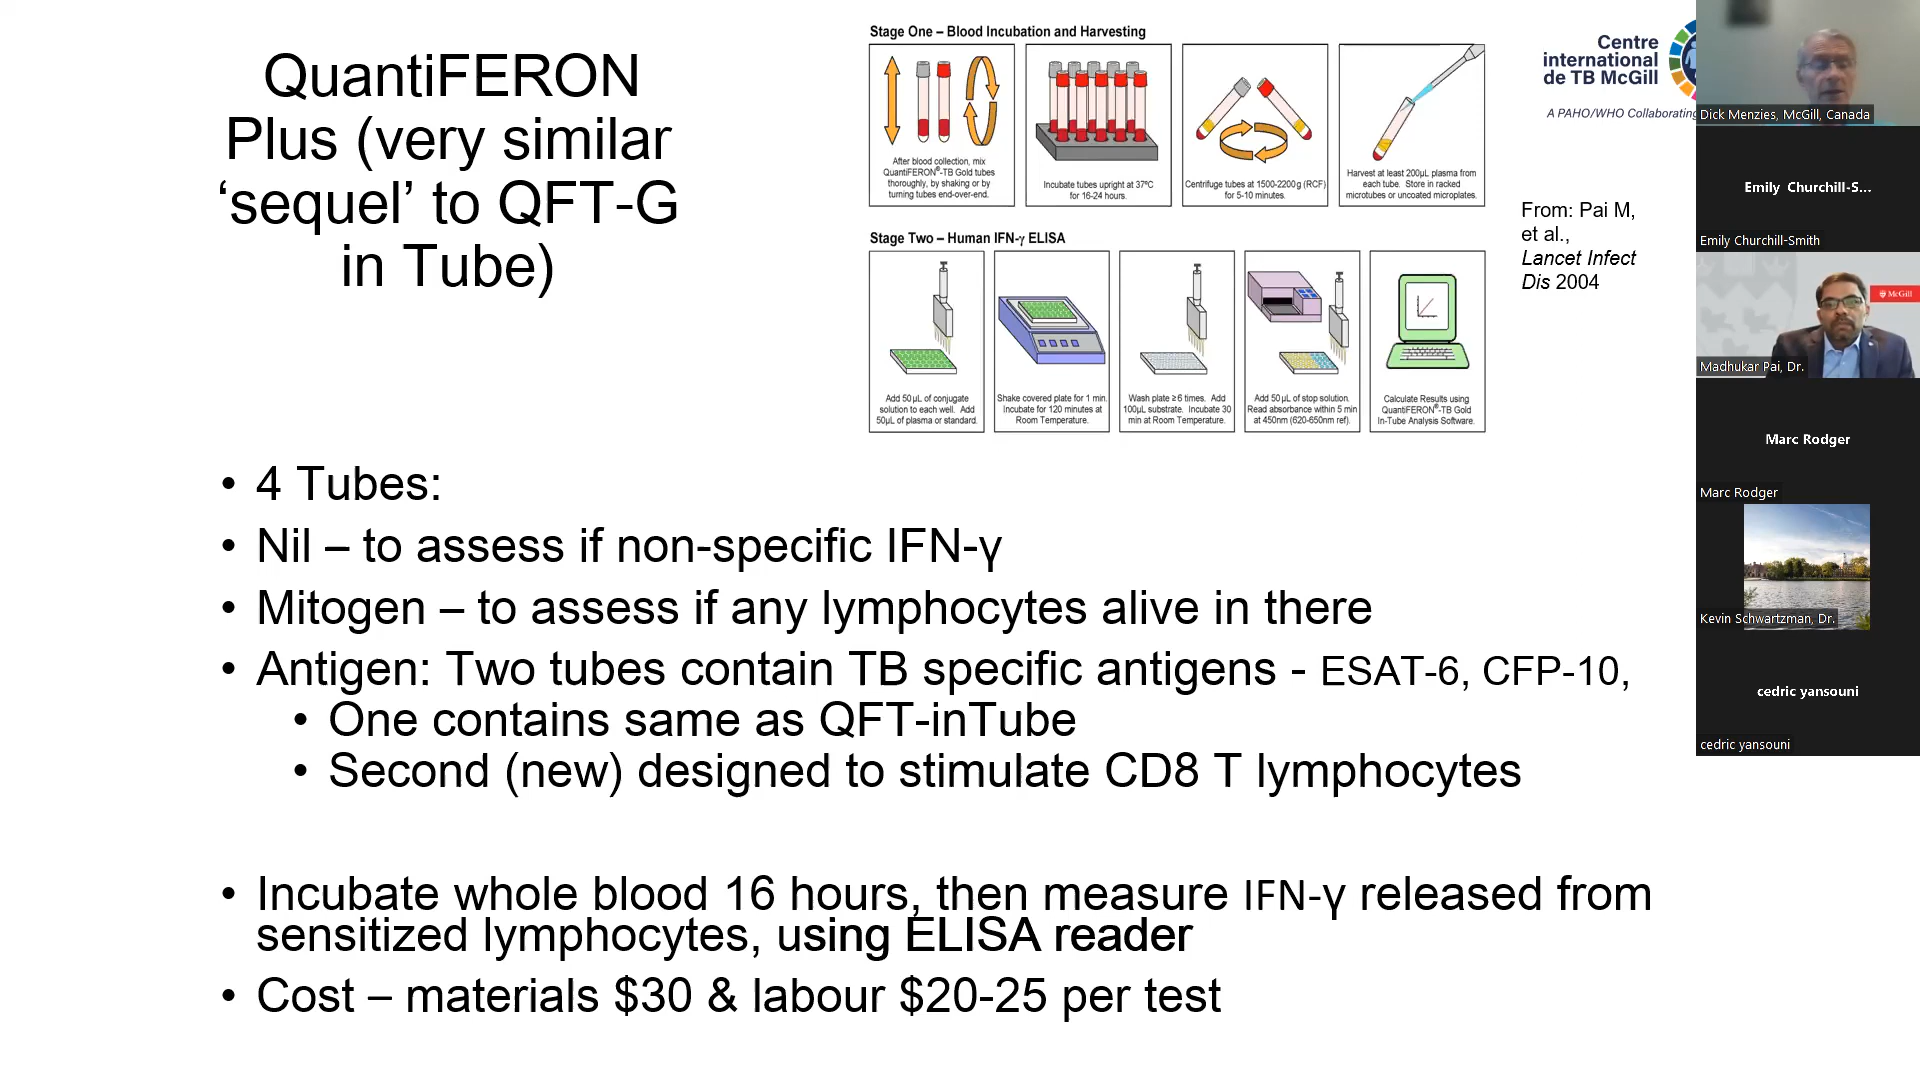 QuantiFERON
Plus (very similar
‘sequel’ to QFT-G
in Tube)
Stage One – Blood Incubation and Harvesting
After blood collection, mix
QuantiFERON®-TB Gold tubes
thoroughly, by shaking or by
turning tubes end-over-end.
Incubate tubes upright at 37ºC
for 16-24 hours.
Centrifuge tubes at 1500-2200g (RCF)
for 5-10 minutes.
Harvest at least 200µL plasma from
each tube. Store in racked
microtubes or uncoated microplates.
Stage Two – Human IFN-γ ELISA
Add 50 µL of conjugate
solution to each well. Add
50µL of plasma or standard.
Shake covered plate for 1 min.
Incubate for 120 minutes at
Room Temperature.
Wash plate ≥6 times. Add
100µL substrate. Incubate 30
min at Room Temperature.
Add 50µL of stop solution.
Read absorbance within 5 min
at 450nm (620-650nm ref).
Calculate Results using
QuantiFERON®-TB Gold
In-Tube Analysis Software.
Centre
international
de TB McGill
A PAHO/WHO Collaborating
From: Pai M,
et al.,
Lancet Infect
Dis 2004
• 4 Tubes:
• Nil – to assess if non-specific IFN-γ
• Mitogen – to assess if any lymphocytes alive in there
• Antigen: Two tubes contain TB specific antigens - ESAT-6, CFP-10,
• One contains same as QFT-inTube
• Second (new) designed to stimulate CD8 T lymphocytes
• Incubate whole blood 16 hours, then measure IFN-γ released from
sensitized lymphocytes, using ELISA reader
• Cost – materials $30 & labour $20-25 per test
Dick Menzies, McGill, Canada
Emily Churchill-S...
Emily Churchill-Smith
McGill
Madhukar Pai, Dr.
Marc Rodger
Marc Rodger
Kevin Schwartzman, Dr.
cedric yansouni
cedric yansouni